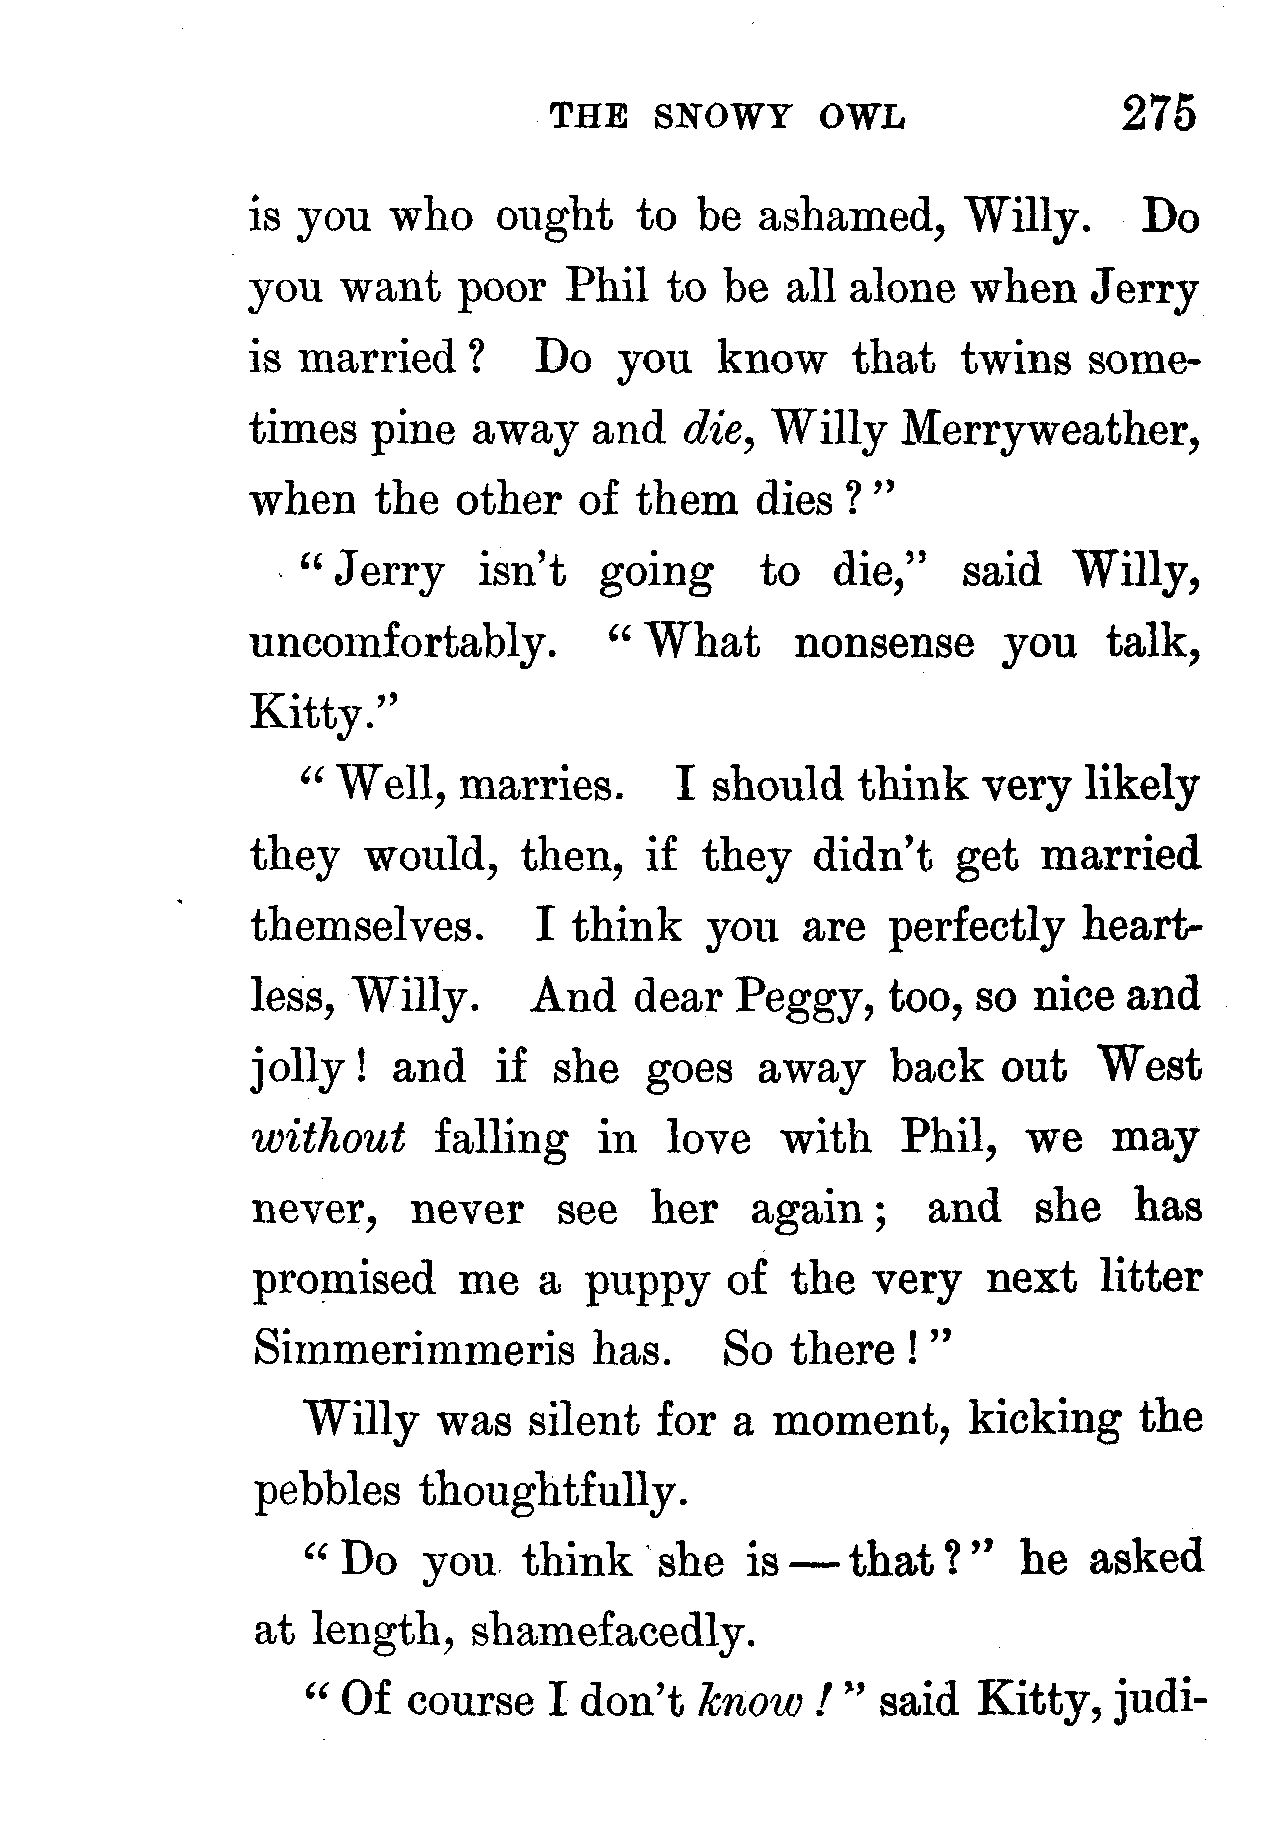 THE SNOWY OWL 275
is you who ought to be ashamed, Willy. Do
you want poor Phil to be all alone when Jerry
is married? Do you know that twins some-
times pine away and die, Willy Merryweather,
when the other of them dies?”
“Jerry isn’t going to die,” said Willy,
uncomfortably. “What nonsense you talk,
Kitty.”
“Well, marries. I should think very likely
they would, then, if they didn’t get married
themselves. I think you are perfectly heart-
less, Willy. And dear Peggy, too, so nice and
jolly! and if she goes away back out West
without falling in love with Phil, we may
never, never see her again; and she has
promised me a puppy of the very next litter
Simmerimmeris has. So there!”
Willy was silent for a moment, kicking the
pebbles thoughtfully.
“Do you think she is—that?” he asked
at length, shamefacedly.
“Of course I don’t know!” said Kitty, judi-